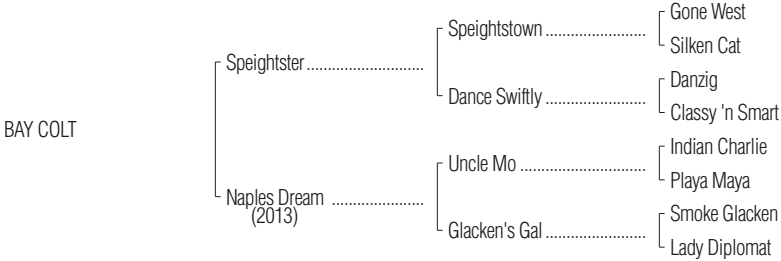 Gone West
Speightstown ........................
Silken Cat
Speightster ............................
Danzig
Dance Swiftly ........................
Classy 'n Smart
BAY COLT
Indian Charlie
Uncle Mo ..............................
Playa Maya
Naples Dream ......................
(2013)
Smoke Glacken
Glacken's Gal ........................
Lady Diplomat